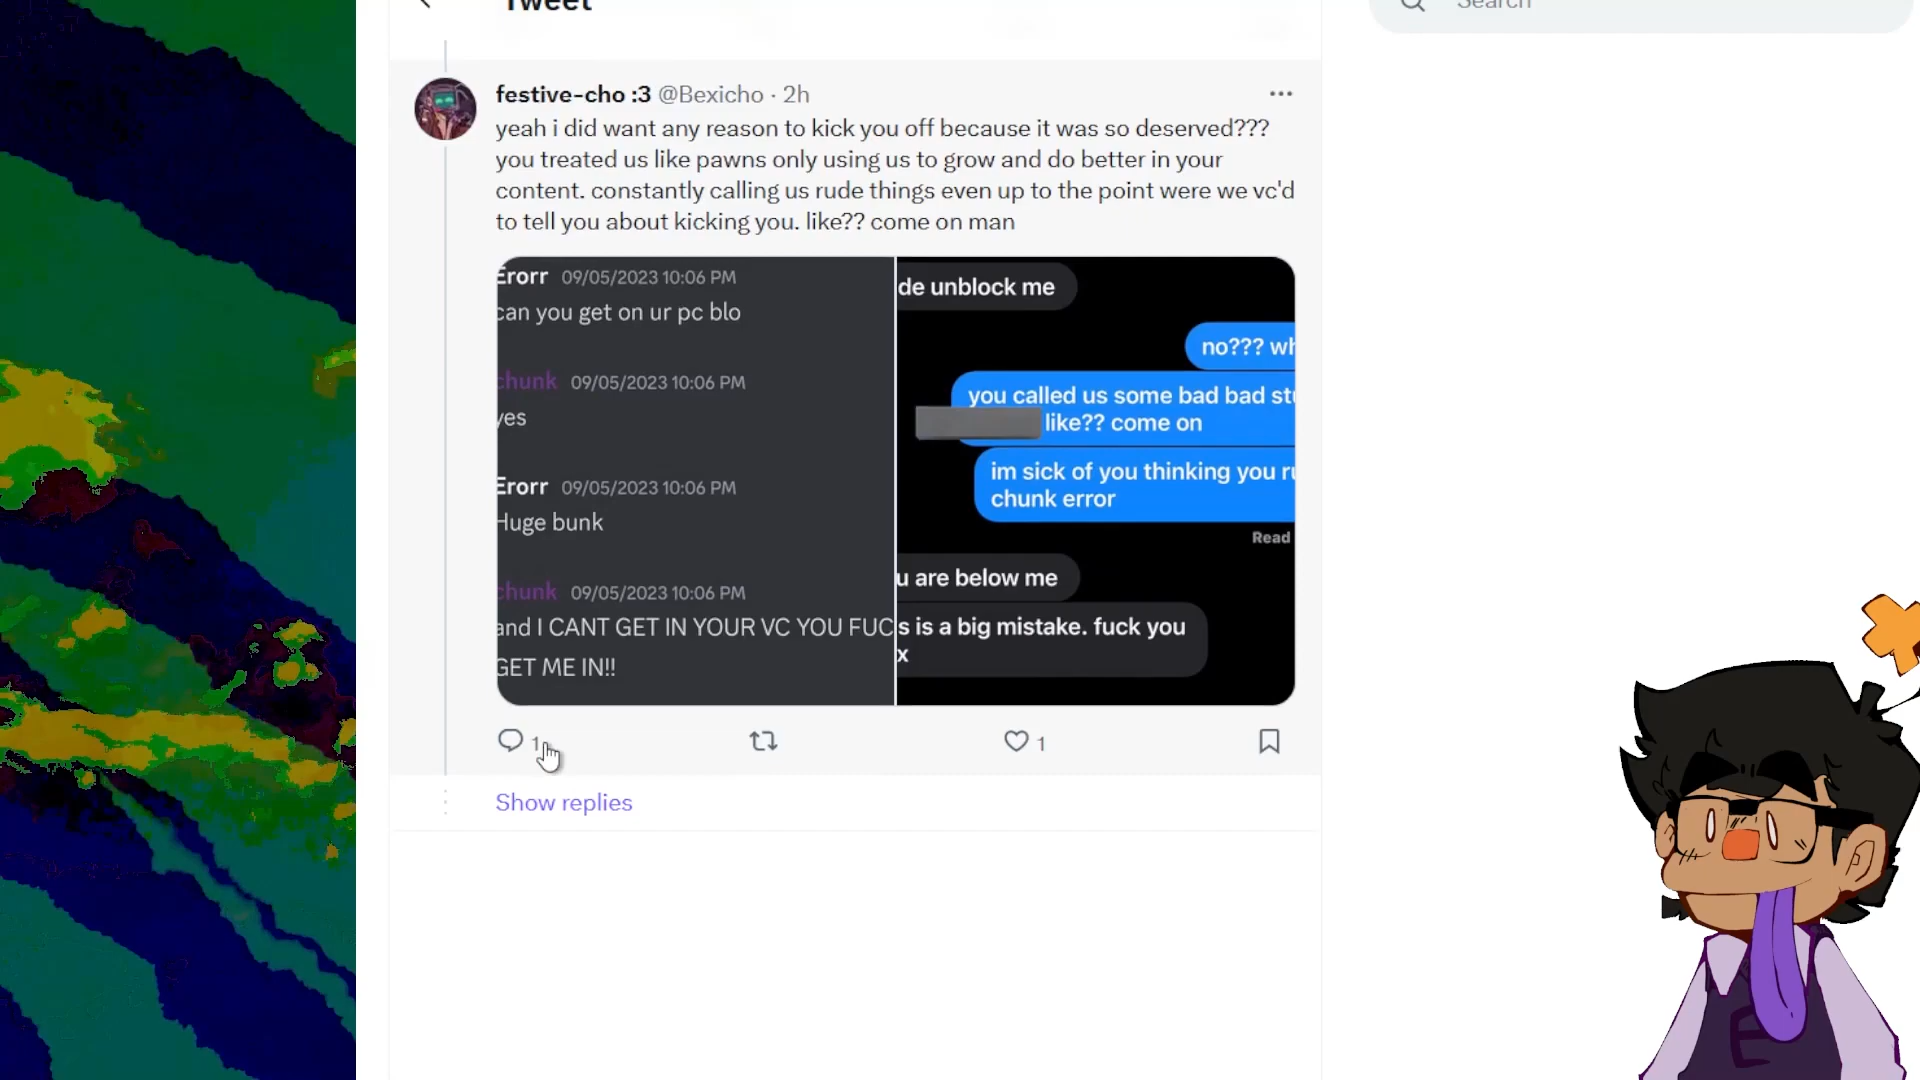 Tweet
Search
festive-cho :3 @Bexicho · 2h
yeah i did want any reason to kick you off because it was so deserved???
you treated us like pawns only using us to grow and do better in your
content. constantly calling us rude things even up to the point were we vc'd
to tell you about kicking you. like?? come on man
Erorr 09/05/2023 10:06 PM
can you get on ur pc blo
chunk 09/05/2023 10:06 PM
yes
Erorr 09/05/2023 10:06 PM
Huge bunk
chunk 09/05/2023 10:06 PM
and I CANT GET IN YOUR VC YOU FUC
GET ME IN!!
de unblock me
no??? wh
you called us some bad bad stu
like?? come on
im sick of you thinking you ru
chunk error
Read
u are below me
s is a big mistake. fuck you
x
1
1
Show replies